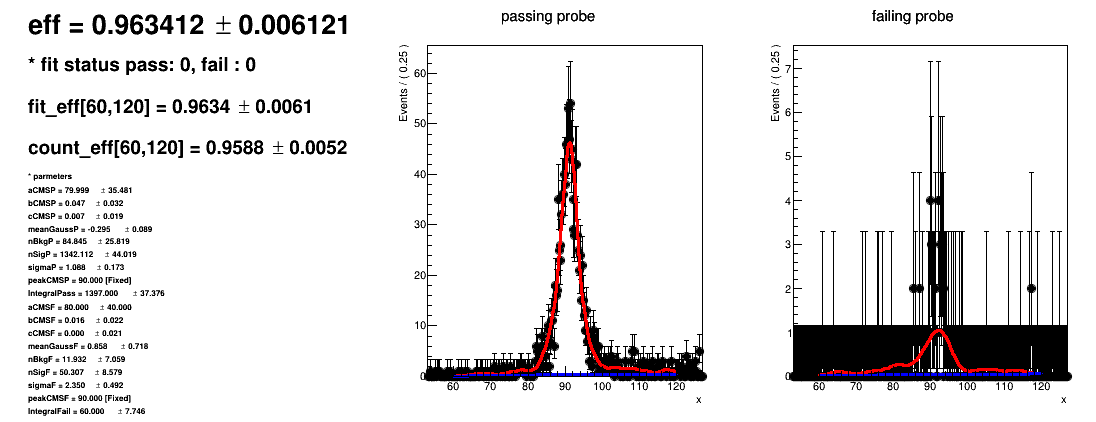 eff = 0.963412 ± 0.006121
* fit status pass: 0, fail : 0
fit_eff[60,120] = 0.9634 ± 0.0061
count_eff[60,120] = 0.9588 ± 0.0052
* parmeters
aCMSP = 79.999 ± 35.481
bCMSP = 0.047 ± 0.032
cCMSP = 0.007 ± 0.019
meanGaussP = -0.295 ± 0.089
nBkgP = 84.845 ± 25.819
nSigP = 1342.112 ± 44.019
sigmaP = 1.088 ± 0.173
peakCMSP = 90.000 [Fixed]
IntegralPass = 1397.000 ± 37.376
aCMSF = 80.000 ± 40.000
bCMSF = 0.016 ± 0.022
cCMSF = 0.000 ± 0.021
meanGaussF = 0.858 ± 0.718
nBkgF = 11.932 ± 7.059
nSigF = 50.307 ± 8.579
sigmaF = 2.350 ± 0.492
peakCMSF = 90.000 [Fixed]
IntegralFail = 60.000 ± 7.746
passing probe
Events / ( 0.25 )
60
50
40
30
20
10
0
60 70 80 90 100 110 120
x
failing probe
Events / ( 0.25 )
7
6
5
4
3
2
1
0
60 70 80 90 100 110 120
x